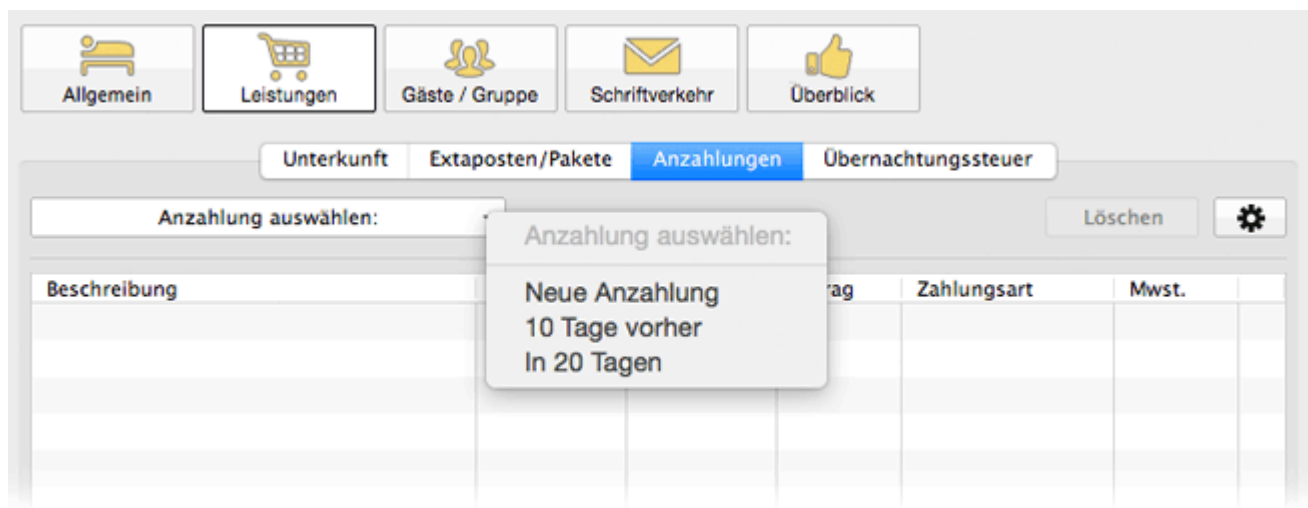 Allgemein Leistungen Gäste / Gruppe Schriftverkehr Überblick
Unterkunft Extaposten/Pakete Anzahlungen Übernachtungssteuer
Anzahlung auswählen: Löschen
Anzahlung auswählen:
Neue Anzahlung
10 Tage vorher
In 20 Tagen
Beschreibung Zahlungsart Mwst.